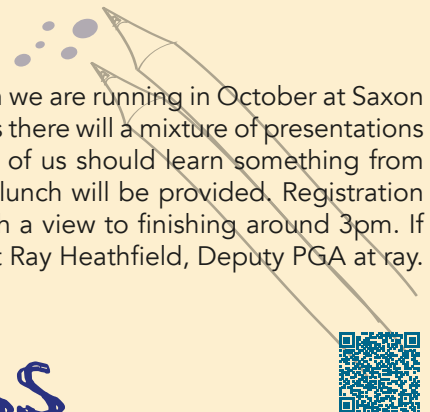 we are running in October at Saxon
there will a mixture of presentations
of us should learn something from
lunch will be provided. Registration
a view to finishing around 3pm. If
Ray Heathfield, Deputy PGA at ray.